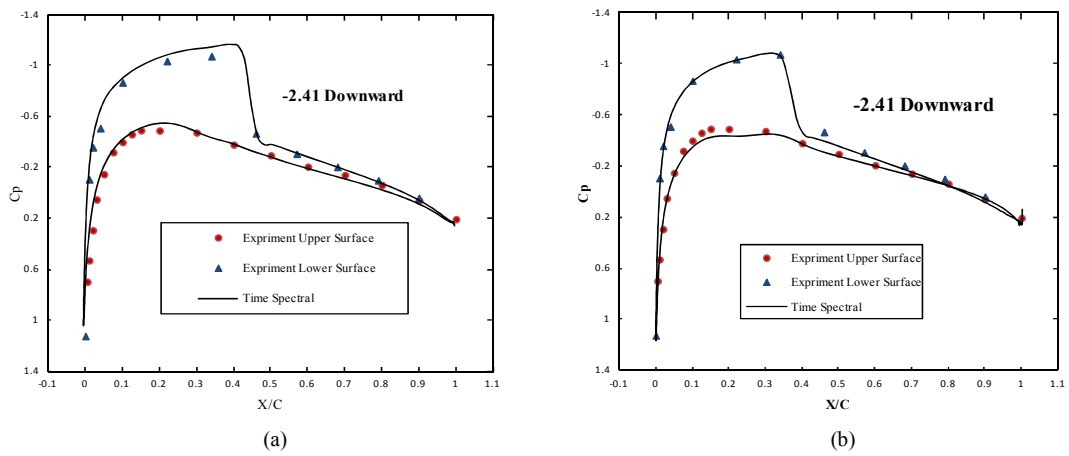 -1.4
-1
-0.6
-0.2
0.2
0.6
1
1.4
Cp
-0.1 0 0.1 0.2 0.3 0.4 0.5 0.6 0.7 0.8 0.9 1 1.1
X/C
-2.41 Downward
Expriment Upper Surface
Expriment Lower Surface
Time Spectral
(a)
-1.4
-1
-0.6
-0.2
0.2
0.6
1
1.4
Cp
-0.1 0 0.1 0.2 0.3 0.4 0.5 0.6 0.7 0.8 0.9 1 1.1
X/C
-2.41 Downward
Expriment Upper Surface
Expriment Lower Surface
Time Spectral
(b)